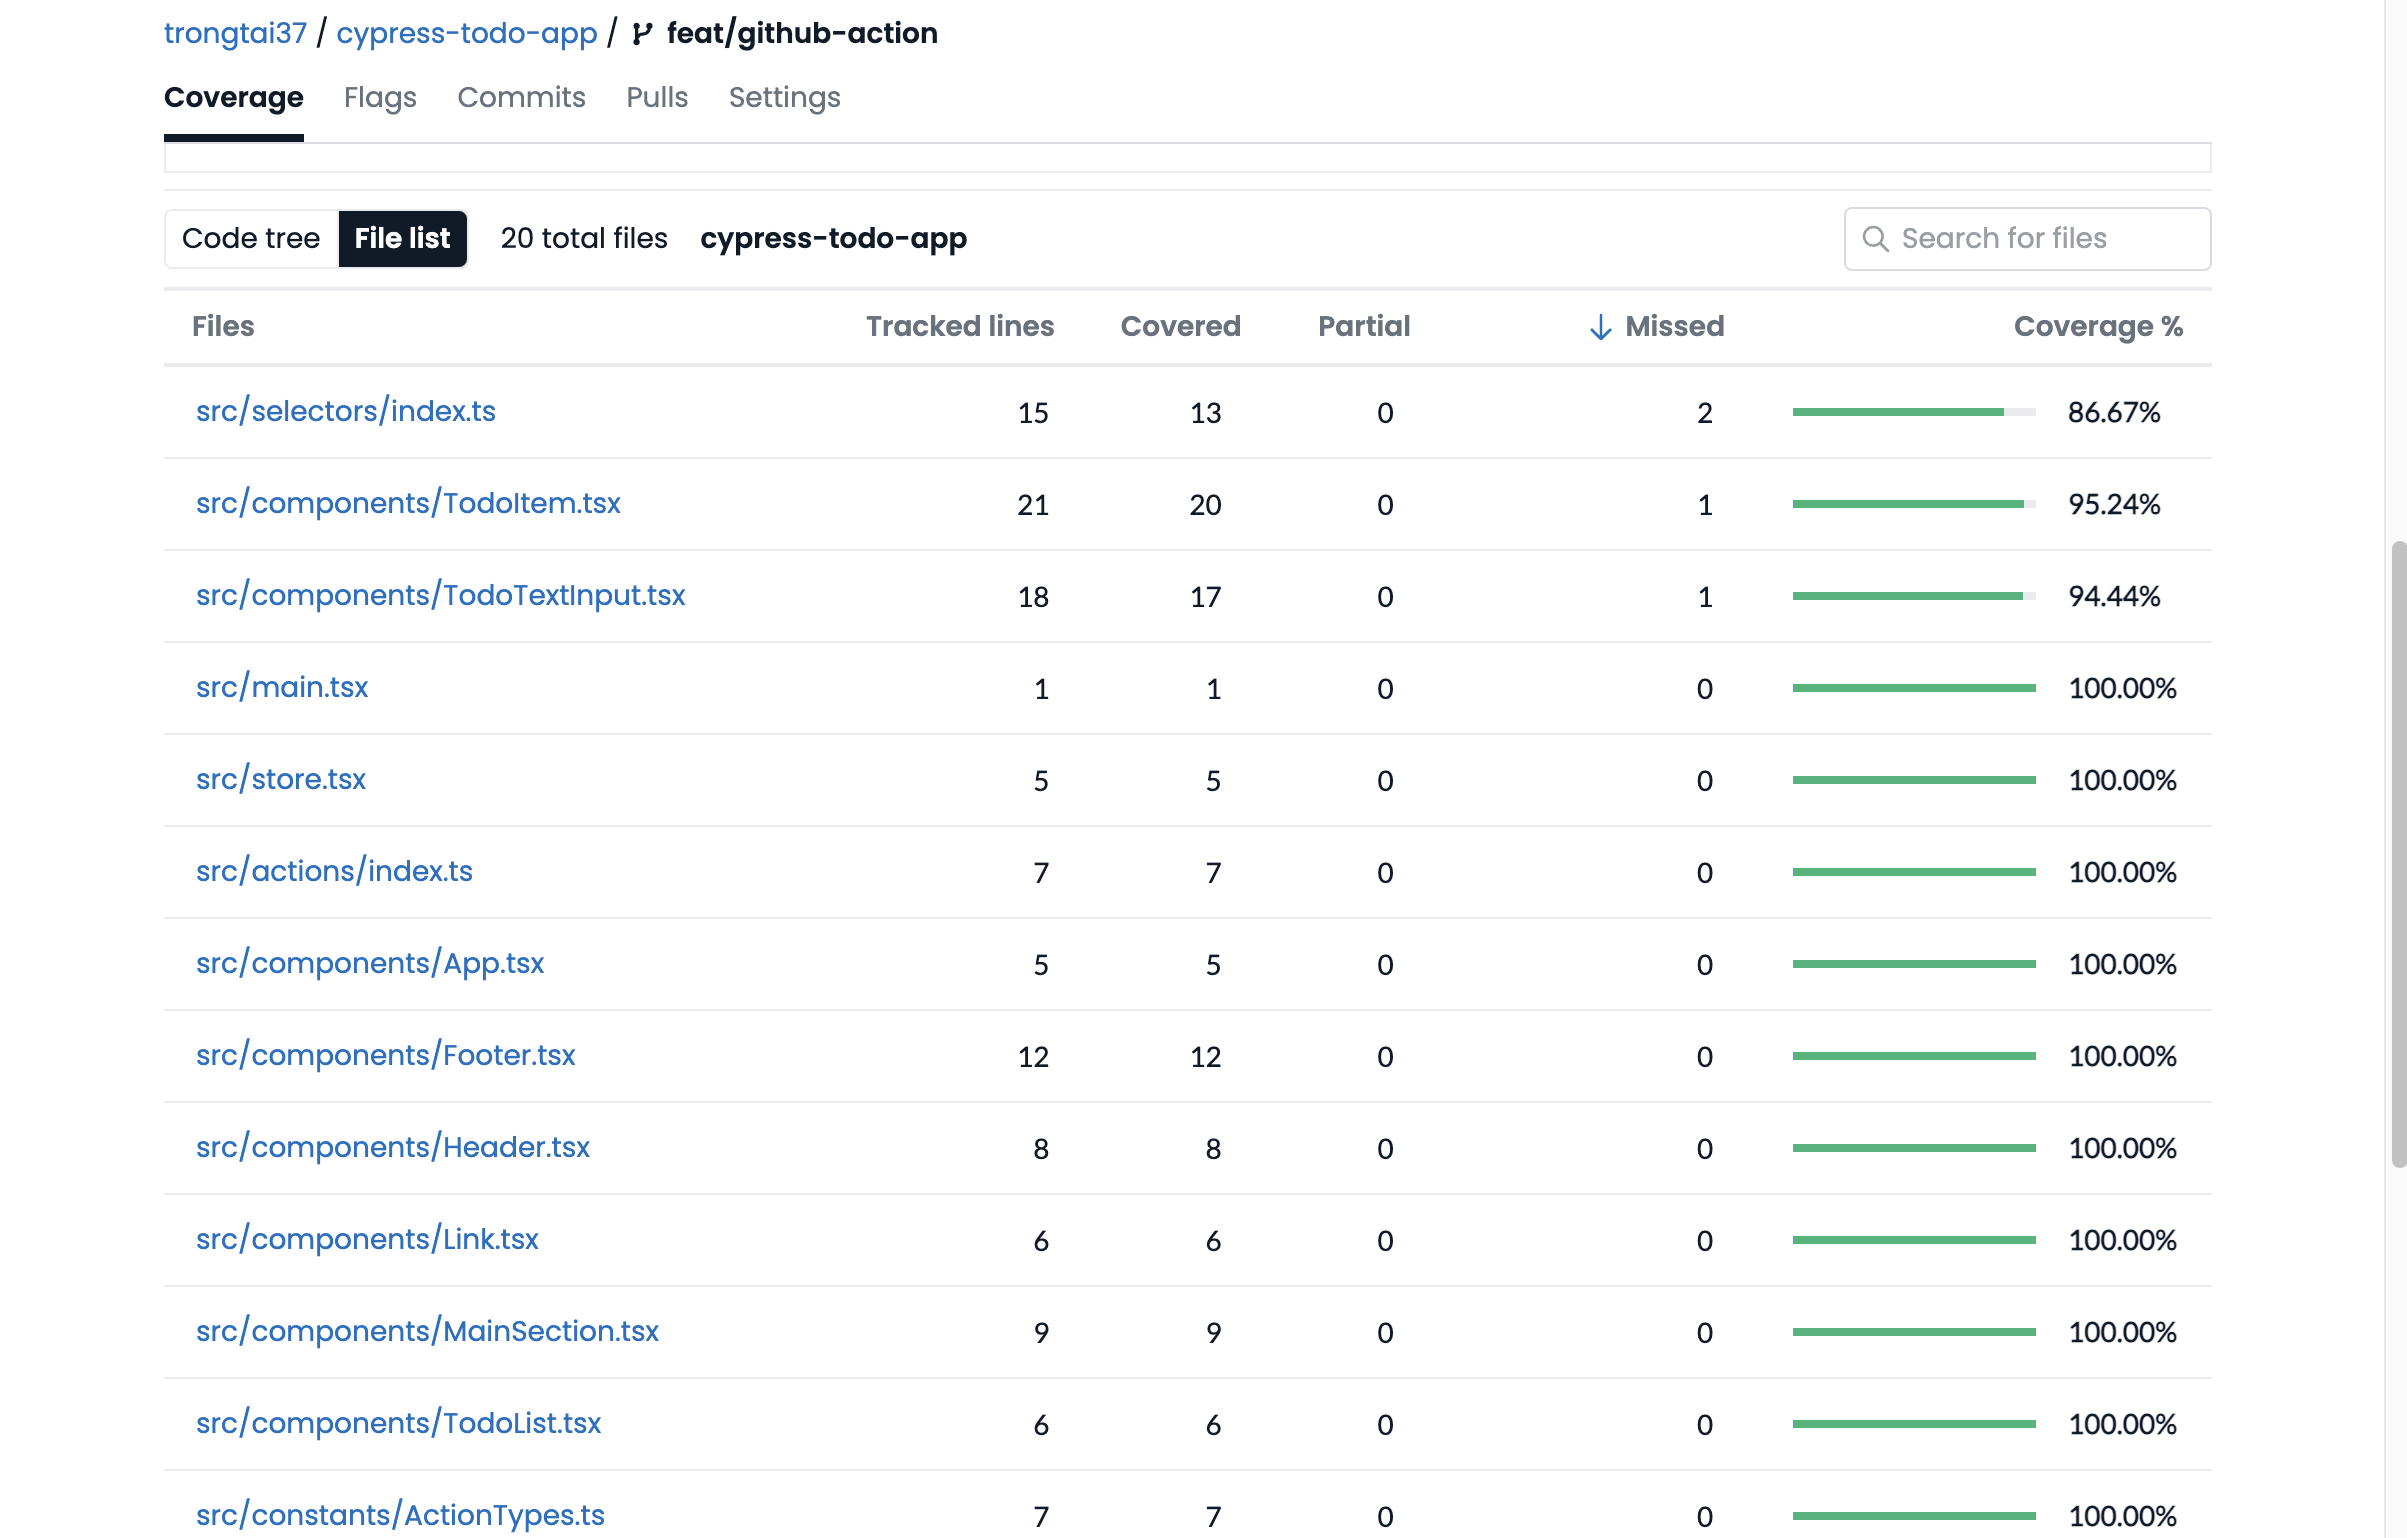 trongtai37 / cypress-todo-app / feat/github-action
Coverage Flags Commits Pulls Settings
Code tree File list 20 total files cypress-todo-app Search for files
Files Tracked lines Covered Partial Missed Coverage %
src/selectors/index.ts 15 13 0 2 86.67%
src/components/TodoItem.tsx 21 20 0 1 95.24%
src/components/TodoTextInput.tsx 18 17 0 1 94.44%
src/main.tsx 1 1 0 0 100.00%
src/store.tsx 5 5 0 0 100.00%
src/actions/index.ts 7 7 0 0 100.00%
src/components/App.tsx 5 5 0 0 100.00%
src/components/Footer.tsx 12 12 0 0 100.00%
src/components/Header.tsx 8 8 0 0 100.00%
src/components/Link.tsx 6 6 0 0 100.00%
src/components/MainSection.tsx 9 9 0 0 100.00%
src/components/TodoList.tsx 6 6 0 0 100.00%
src/constants/ActionTypes.ts 7 7 0 0 100.00%